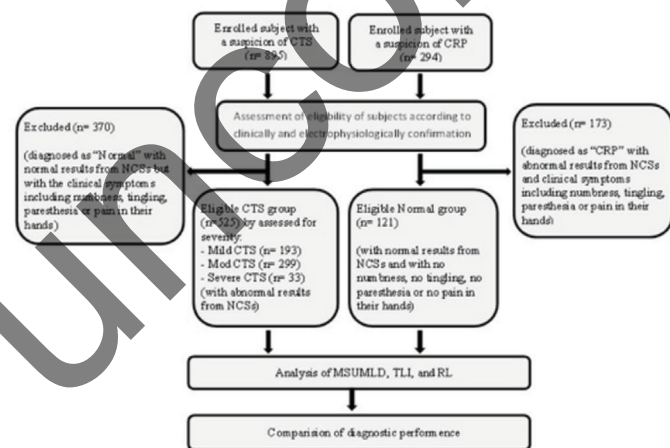 Enrolled subject with
a suspicion of CTS
(n= 895)
Enrolled subject with
a suspicion of CRP
(n= 294)
Assessment of eligibility of subjects according to
clinically and electrophysiologically confirmation
Excluded (n= 370)
(diagnosed as "Normal" with
normal results from NCSs but
with the clinical symptoms
including numbness, tingling,
paresthesia or pain in their
hands)
Excluded (n= 173)
(diagnosed as "CRP" with
abnormal results from NCSs
and clinical symptoms
including numbness, tingling,
paresthesia or pain in their
hands)
Eligible CTS group
(n=525) by assessed for
severity:
- Mild CTS (n= 193)
- Mod CTS (n= 299)
- Severe CTS (n= 33)
(with abnormal results
from NCSs)
Eligible Normal group
(n= 121)
(with normal results from
NCSs and with no
numbness, no tingling, no
paresthesia or no pain in
their hands)
Analysis of MSUMLD, TLI, and RL
Comparision of diagnostic performance